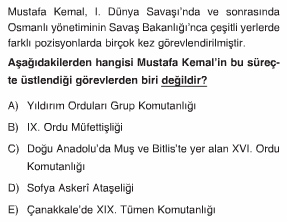 Mustafa Kemal, I. Dünya Savaşı'nda ve sonrasında
Osmanlı yönetiminin Savaş Bakanlığı'nca çeşitli yerlerde
farklı pozisyonlarda birçok kez görevlendirilmiştir.
Aşağıdakilerden hangisi Mustafa Kemal'in bu süreç-
te üstlendiği görevlerden biri değildir?
A) Yıldırım Orduları Grup Komutanlığı
B) IX. Ordu Müfettişliği
C) Doğu Anadolu'da Muş ve Bitlis'te yer alan XVI. Ordu
Komutanlığı
D) Sofya Askerî Ataşeliği
E) Çanakkale'de XIX. Tümen Komutanlığı